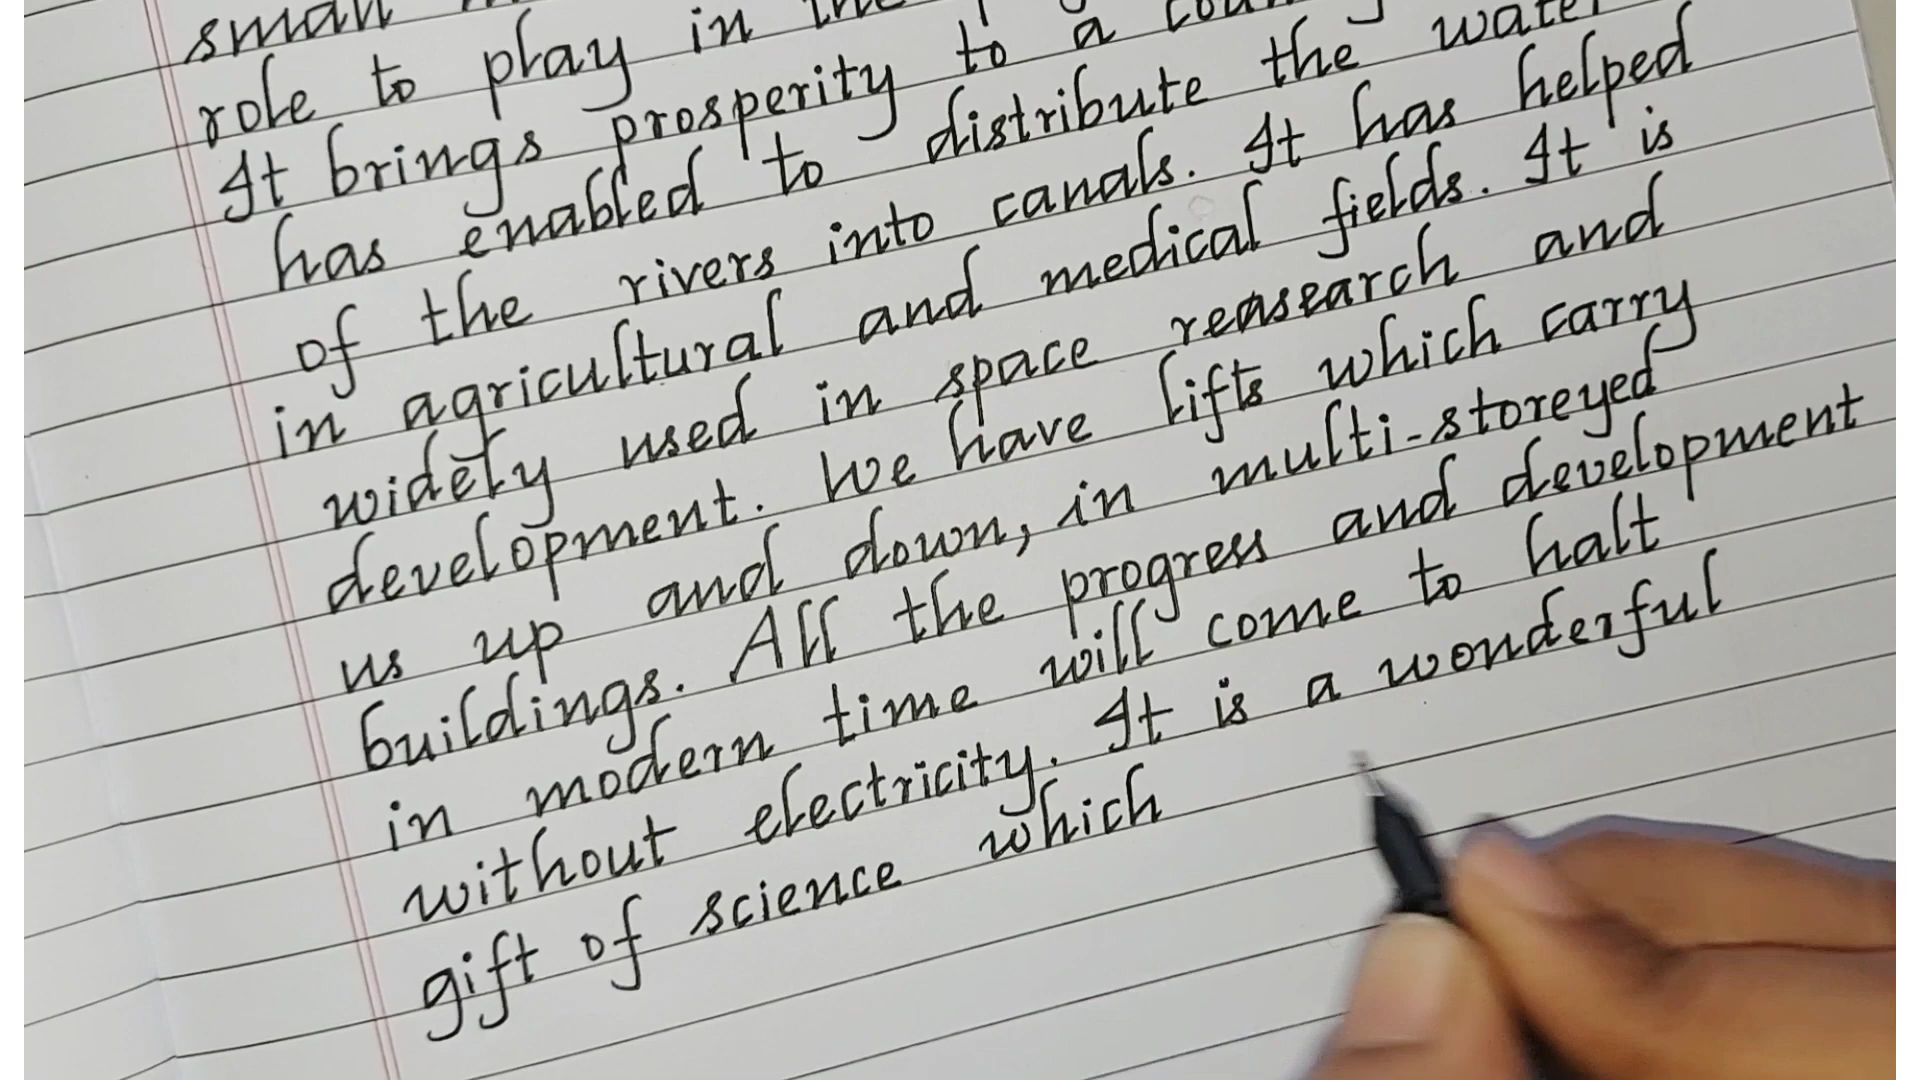 small
role to play in the
It brings prosperity to a
has enabled to distribute the water
of the rivers into canals. It has helped
in agricultural and medical fields. It is
widely used in space reasearch and
development. We have lifts which carry
us up and down, in multi-storeyed
buildings. All the progress and development
in modern time will come to halt
without electricity. It is a wonderful
gift of science which